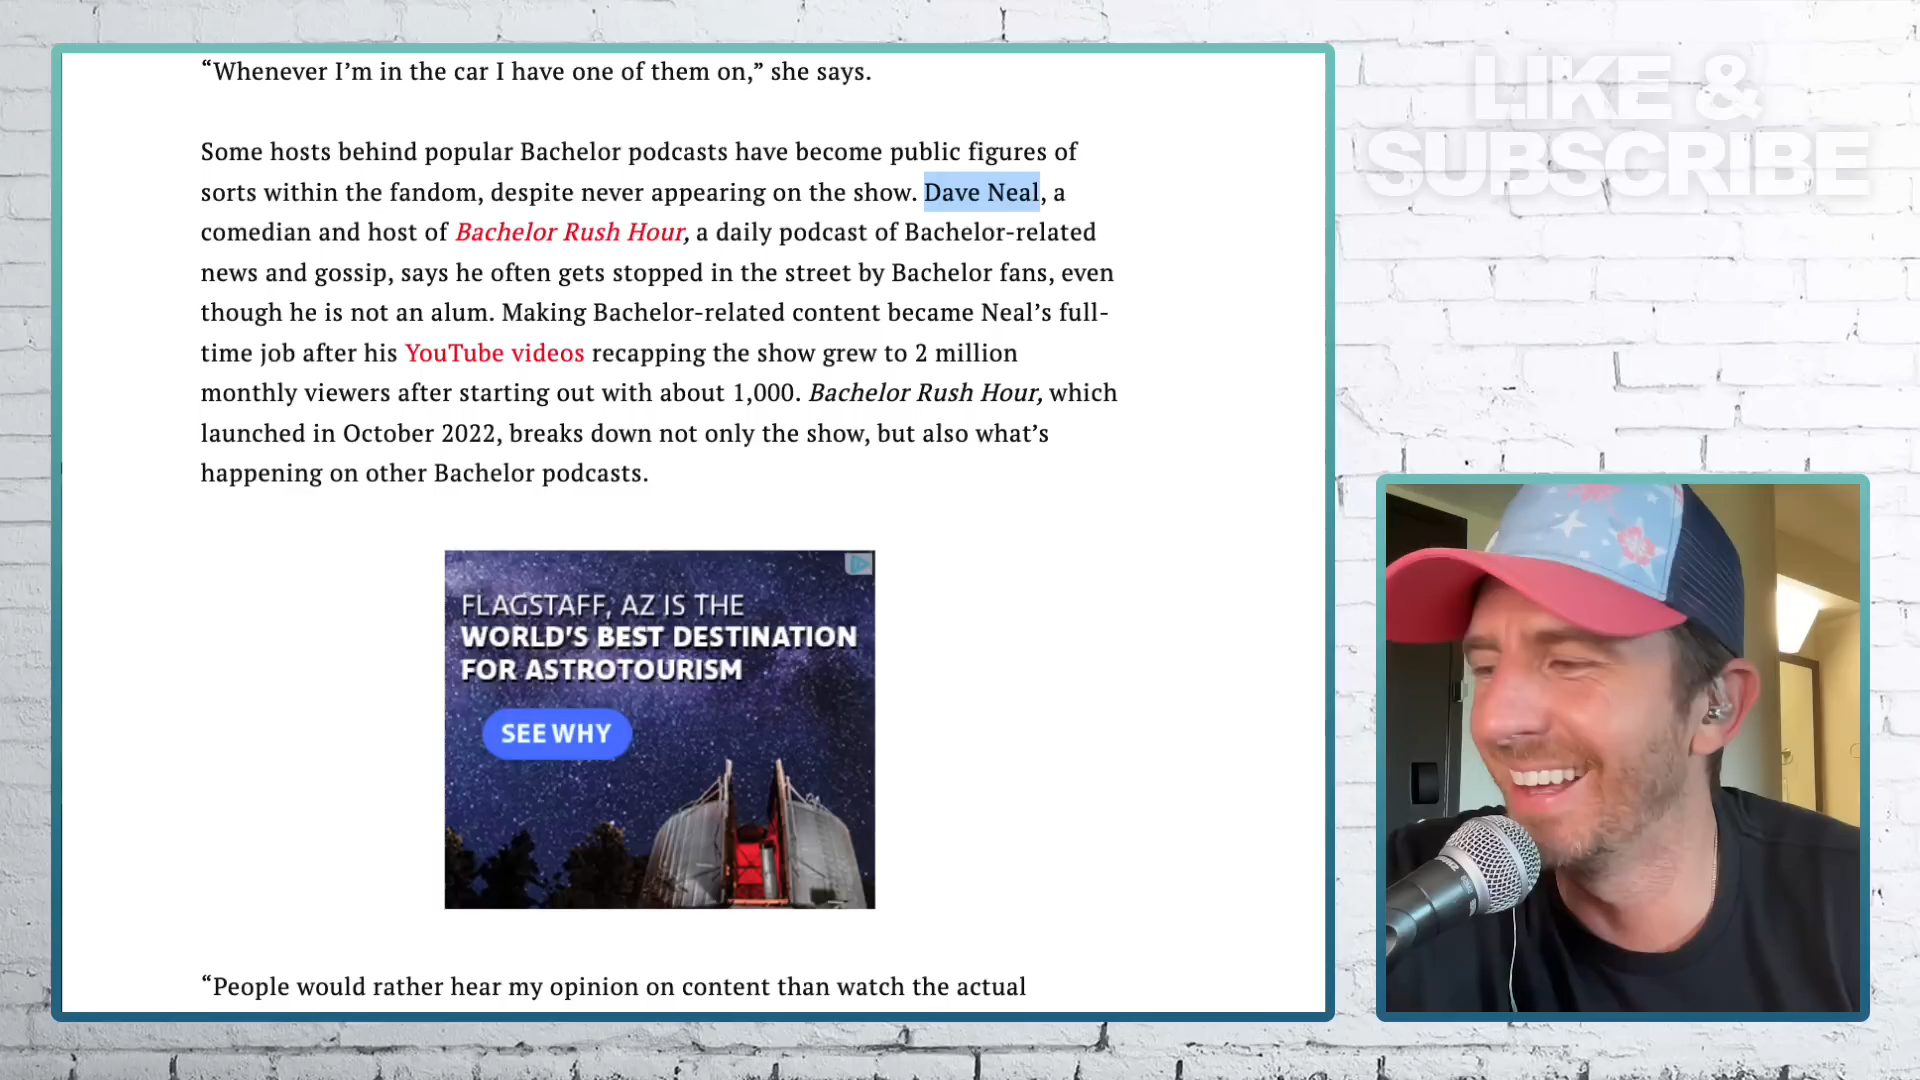 “Whenever I’m in the car I have one of them on,” she says.
Some hosts behind popular Bachelor podcasts have become public figures of
sorts within the fandom, despite never appearing on the show. Dave Neal, a
comedian and host of Bachelor Rush Hour, a daily podcast of Bachelor-related
news and gossip, says he often gets stopped in the street by Bachelor fans, even
though he is not an alum. Making Bachelor-related content became Neal’s full-
time job after his YouTube videos recapping the show grew to 2 million
monthly viewers after starting out with about 1,000. Bachelor Rush Hour, which
launched in October 2022, breaks down not only the show, but also what’s
happening on other Bachelor podcasts.
FLAGSTAFF, AZ IS THE
WORLD’S BEST DESTINATION
FOR ASTROTOURISM
SEE WHY
“People would rather hear my opinion on content than watch the actual
LIKE &
SUBSCRIBE